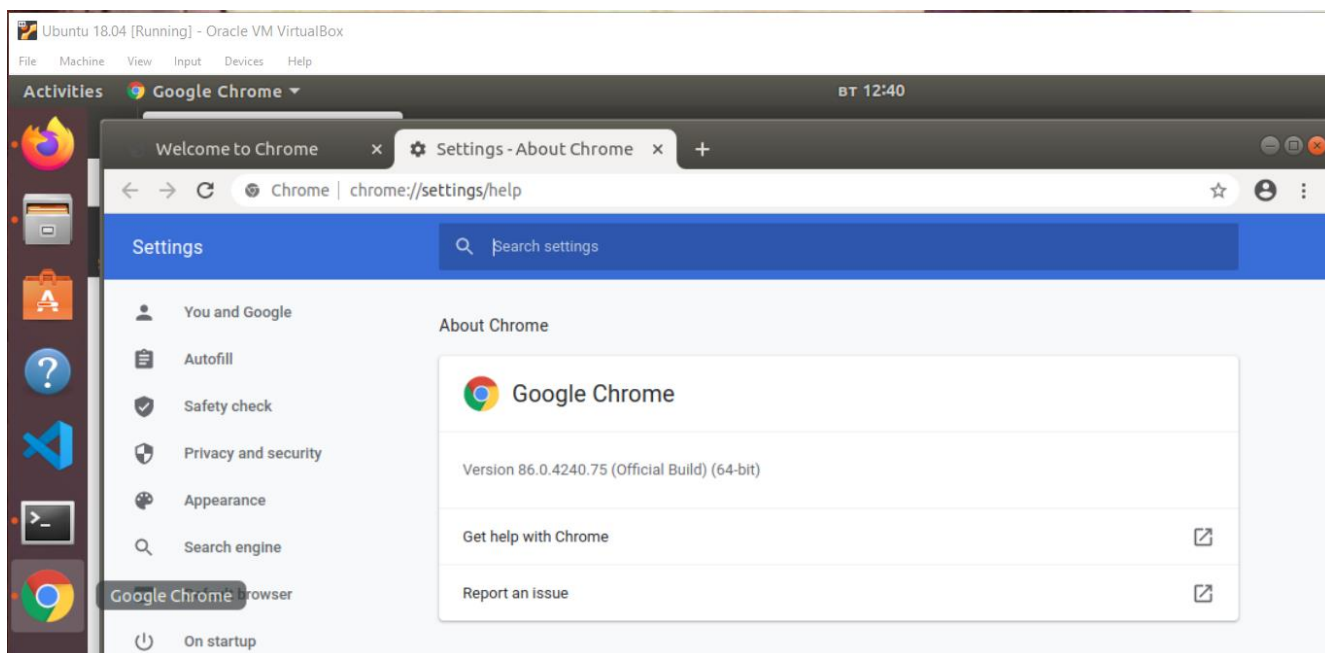 Ubuntu 18.04 [Running] - Oracle VM VirtualBox
File Machine View Input Devices Help
Activities Google Chrome вт 12:40
Welcome to Chrome × Settings - About Chrome × +
Chrome | chrome://settings/help
Settings Search settings
You and Google
About Chrome
Autofill
Google Chrome
Safety check
Privacy and security
Version 86.0.4240.75 (Official Build) (64-bit)
Appearance
Get help with Chrome
Search engine
Google Chrome browser
Report an issue
On startup